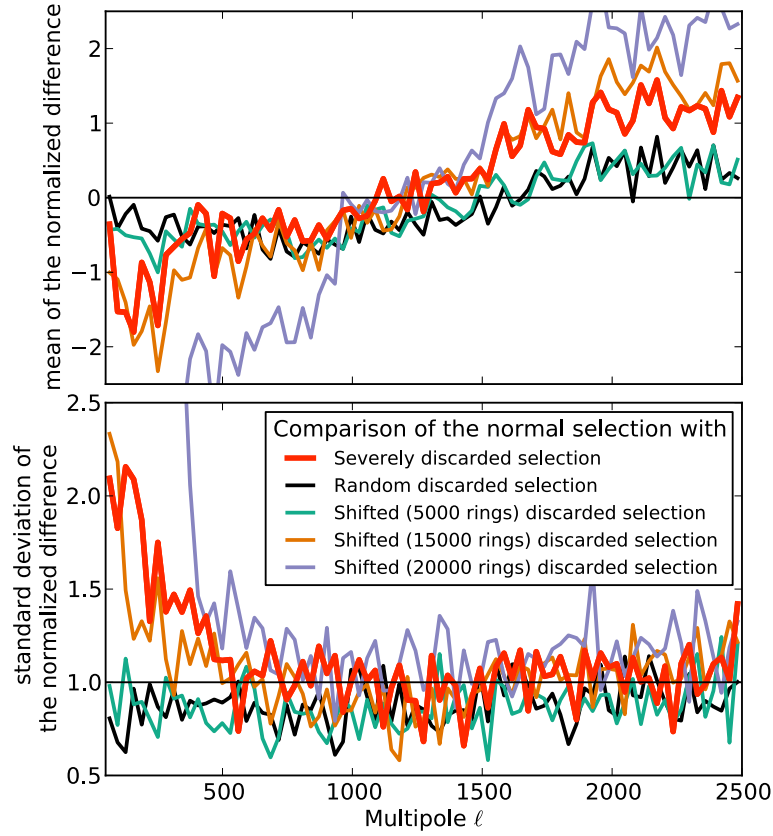 mean of the normalized difference
2
1
0
−1
−2
standard deviation of
the normalized difference
2.5
2.0
1.5
1.0
0.5
Comparison of the normal selection with
Severely discarded selection
Random discarded selection
Shifted (5000 rings) discarded selection
Shifted (15000 rings) discarded selection
Shifted (20000 rings) discarded selection
500 1000 1500 2000 2500
Multipole ℓ